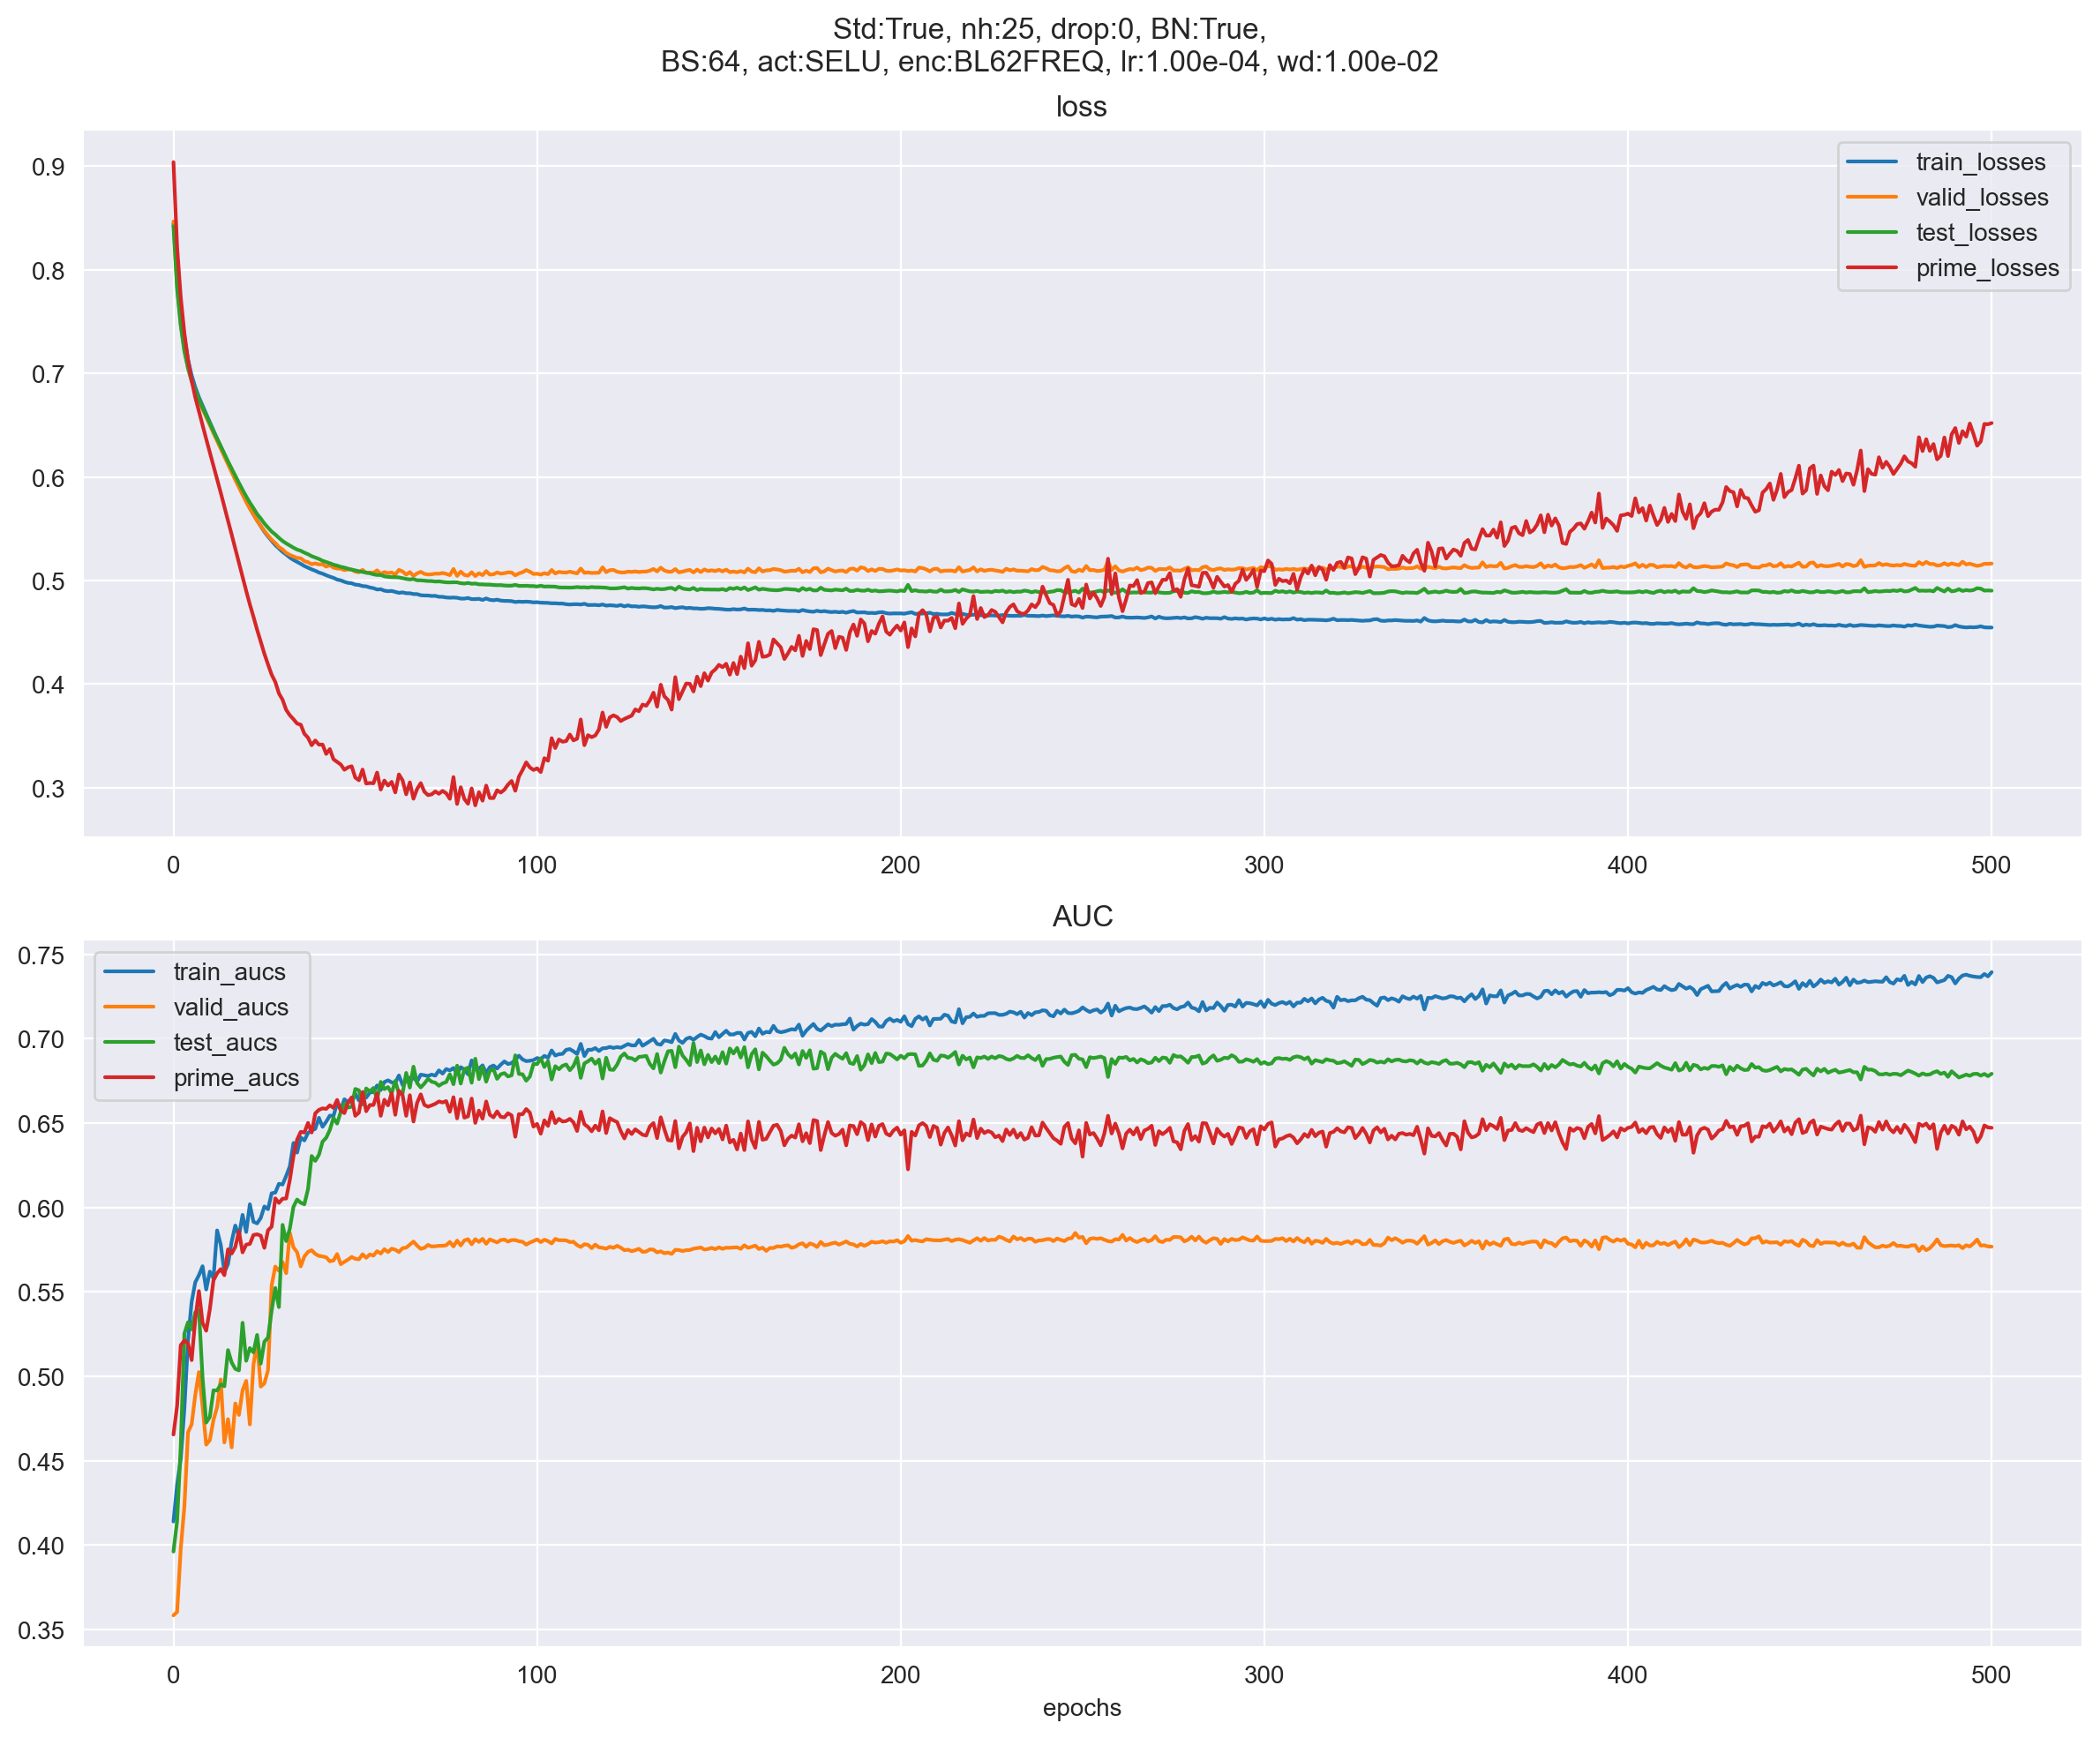 Std:True, nh:25, drop:0, BN:True,
BS:64, act:SELU, enc:BL62FREQ, lr:1.00e-04, wd:1.00e-02
loss
0.9
0.8
0.7
0.6
0.5
0.4
0.3
train_losses
valid_losses
test_losses
prime_losses
0 100 200 300 400 500
AUC
0.75
0.70
0.65
0.60
0.55
0.50
0.45
0.40
0.35
train_aucs
valid_aucs
test_aucs
prime_aucs
0 100 200 300 400 500
epochs